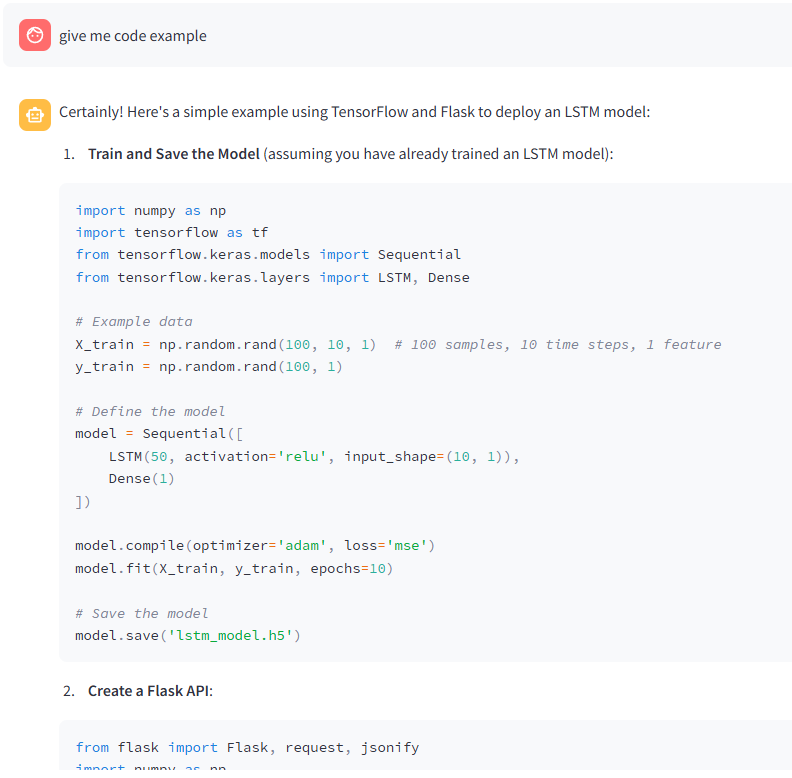 give me code example
Certainly! Here's a simple example using TensorFlow and Flask to deploy an LSTM model:
1. Train and Save the Model (assuming you have already trained an LSTM model):
import numpy as np
import tensorflow as tf
from tensorflow.keras.models import Sequential
from tensorflow.keras.layers import LSTM, Dense
# Example data
X_train = np.random.rand(100, 10, 1)  # 100 samples, 10 time steps, 1 feature
y_train = np.random.rand(100, 1)
# Define the model
model = Sequential([
    LSTM(50, activation='relu', input_shape=(10, 1)),
    Dense(1)
])
model.compile(optimizer='adam', loss='mse')
model.fit(X_train, y_train, epochs=10)
# Save the model
model.save('lstm_model.h5')
2. Create a Flask API:
from flask import Flask, request, jsonify
import numpy as np